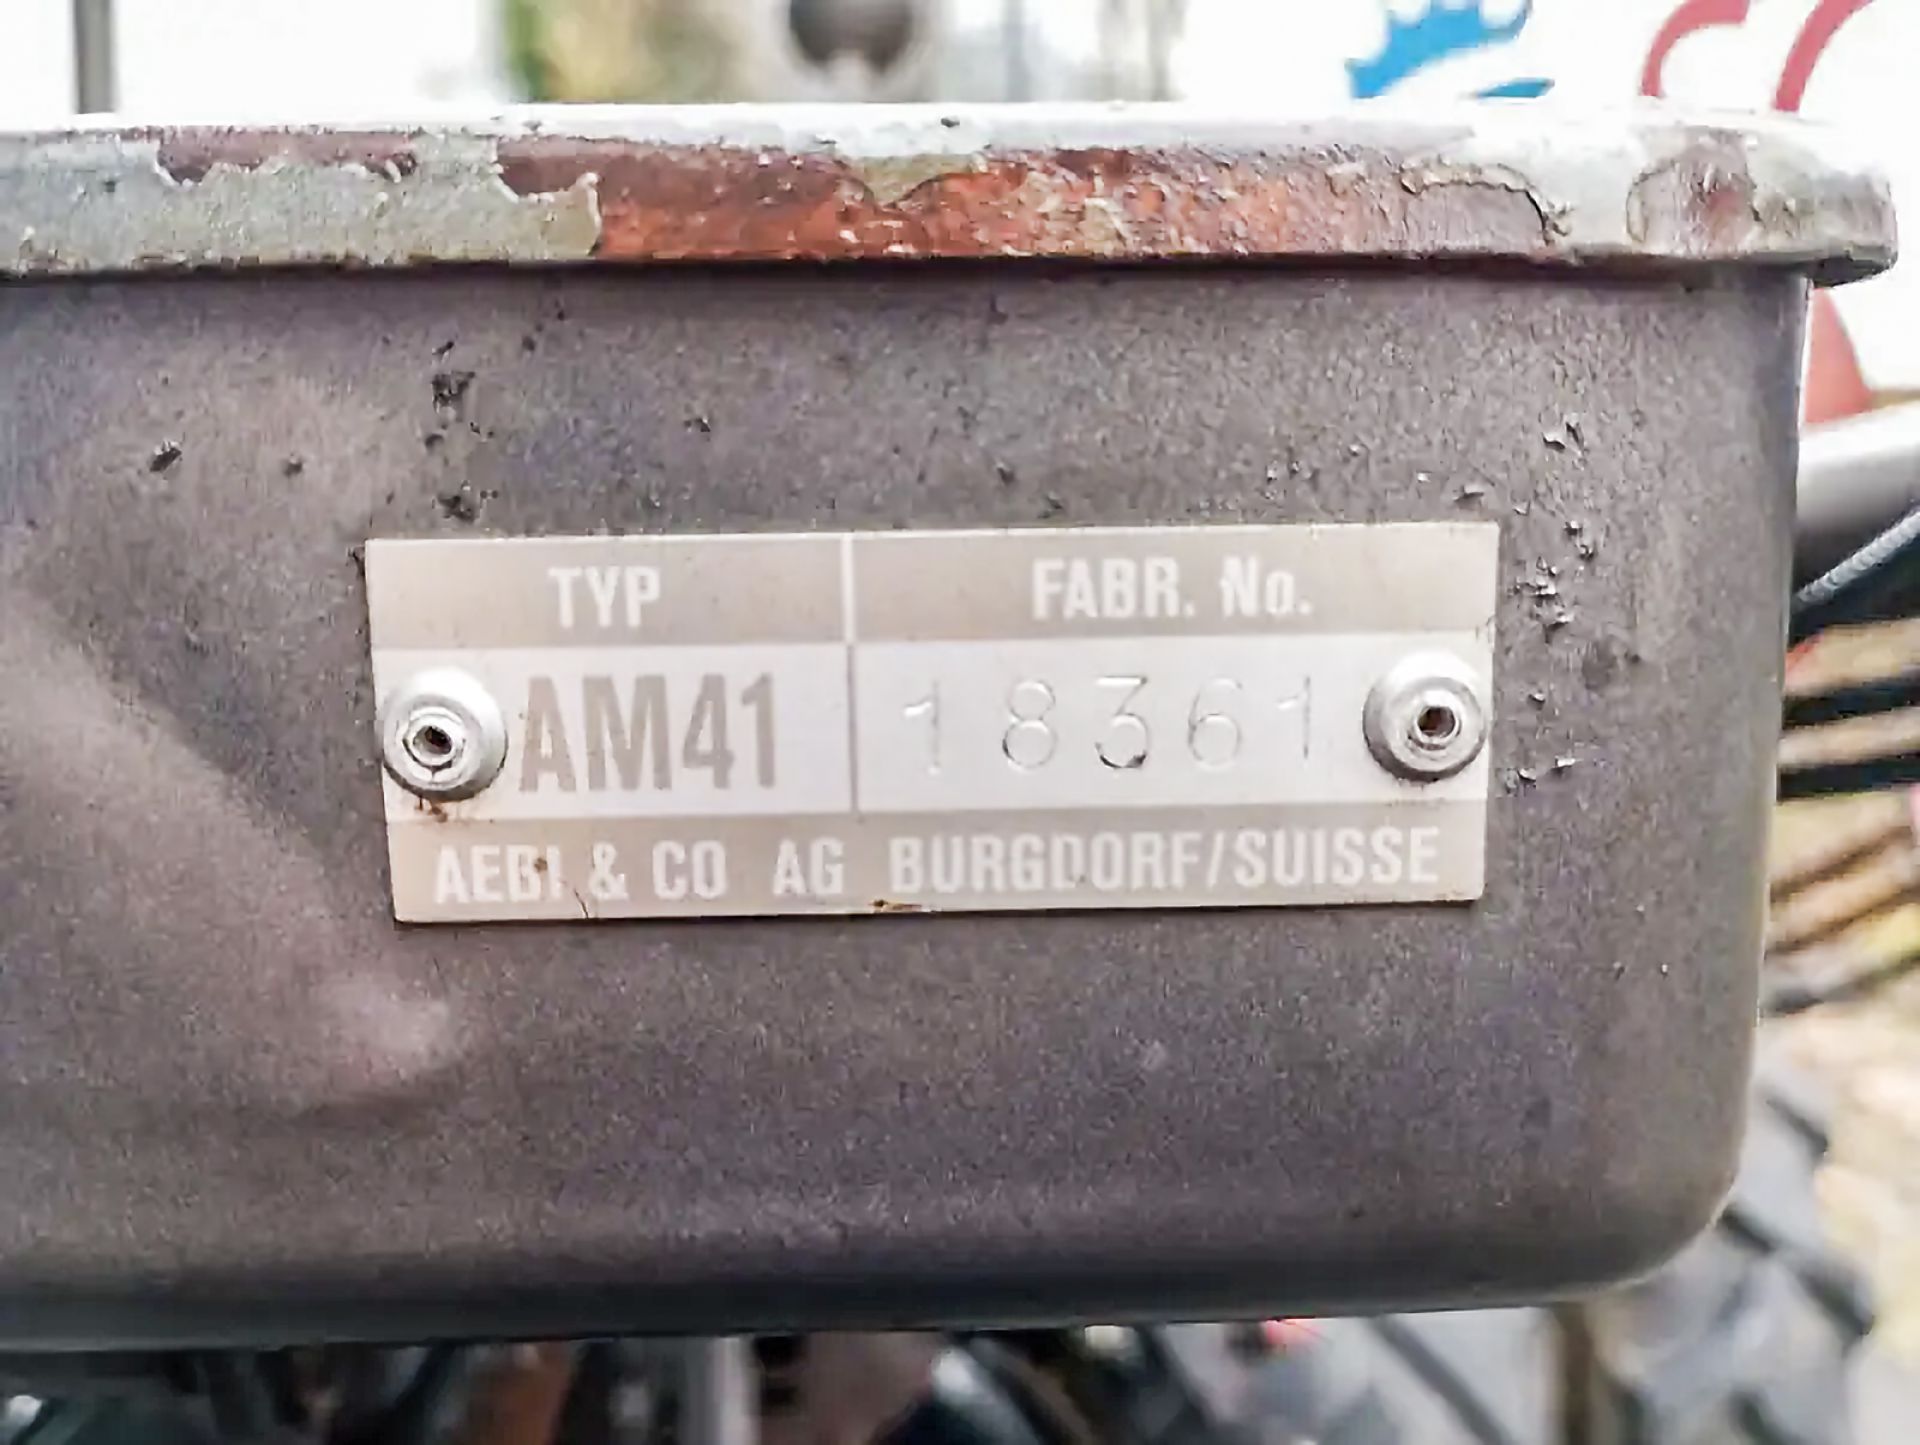 TYP FABR. No.
AM41 18361
AEBI & CO AG BURGDORF/SUISSE